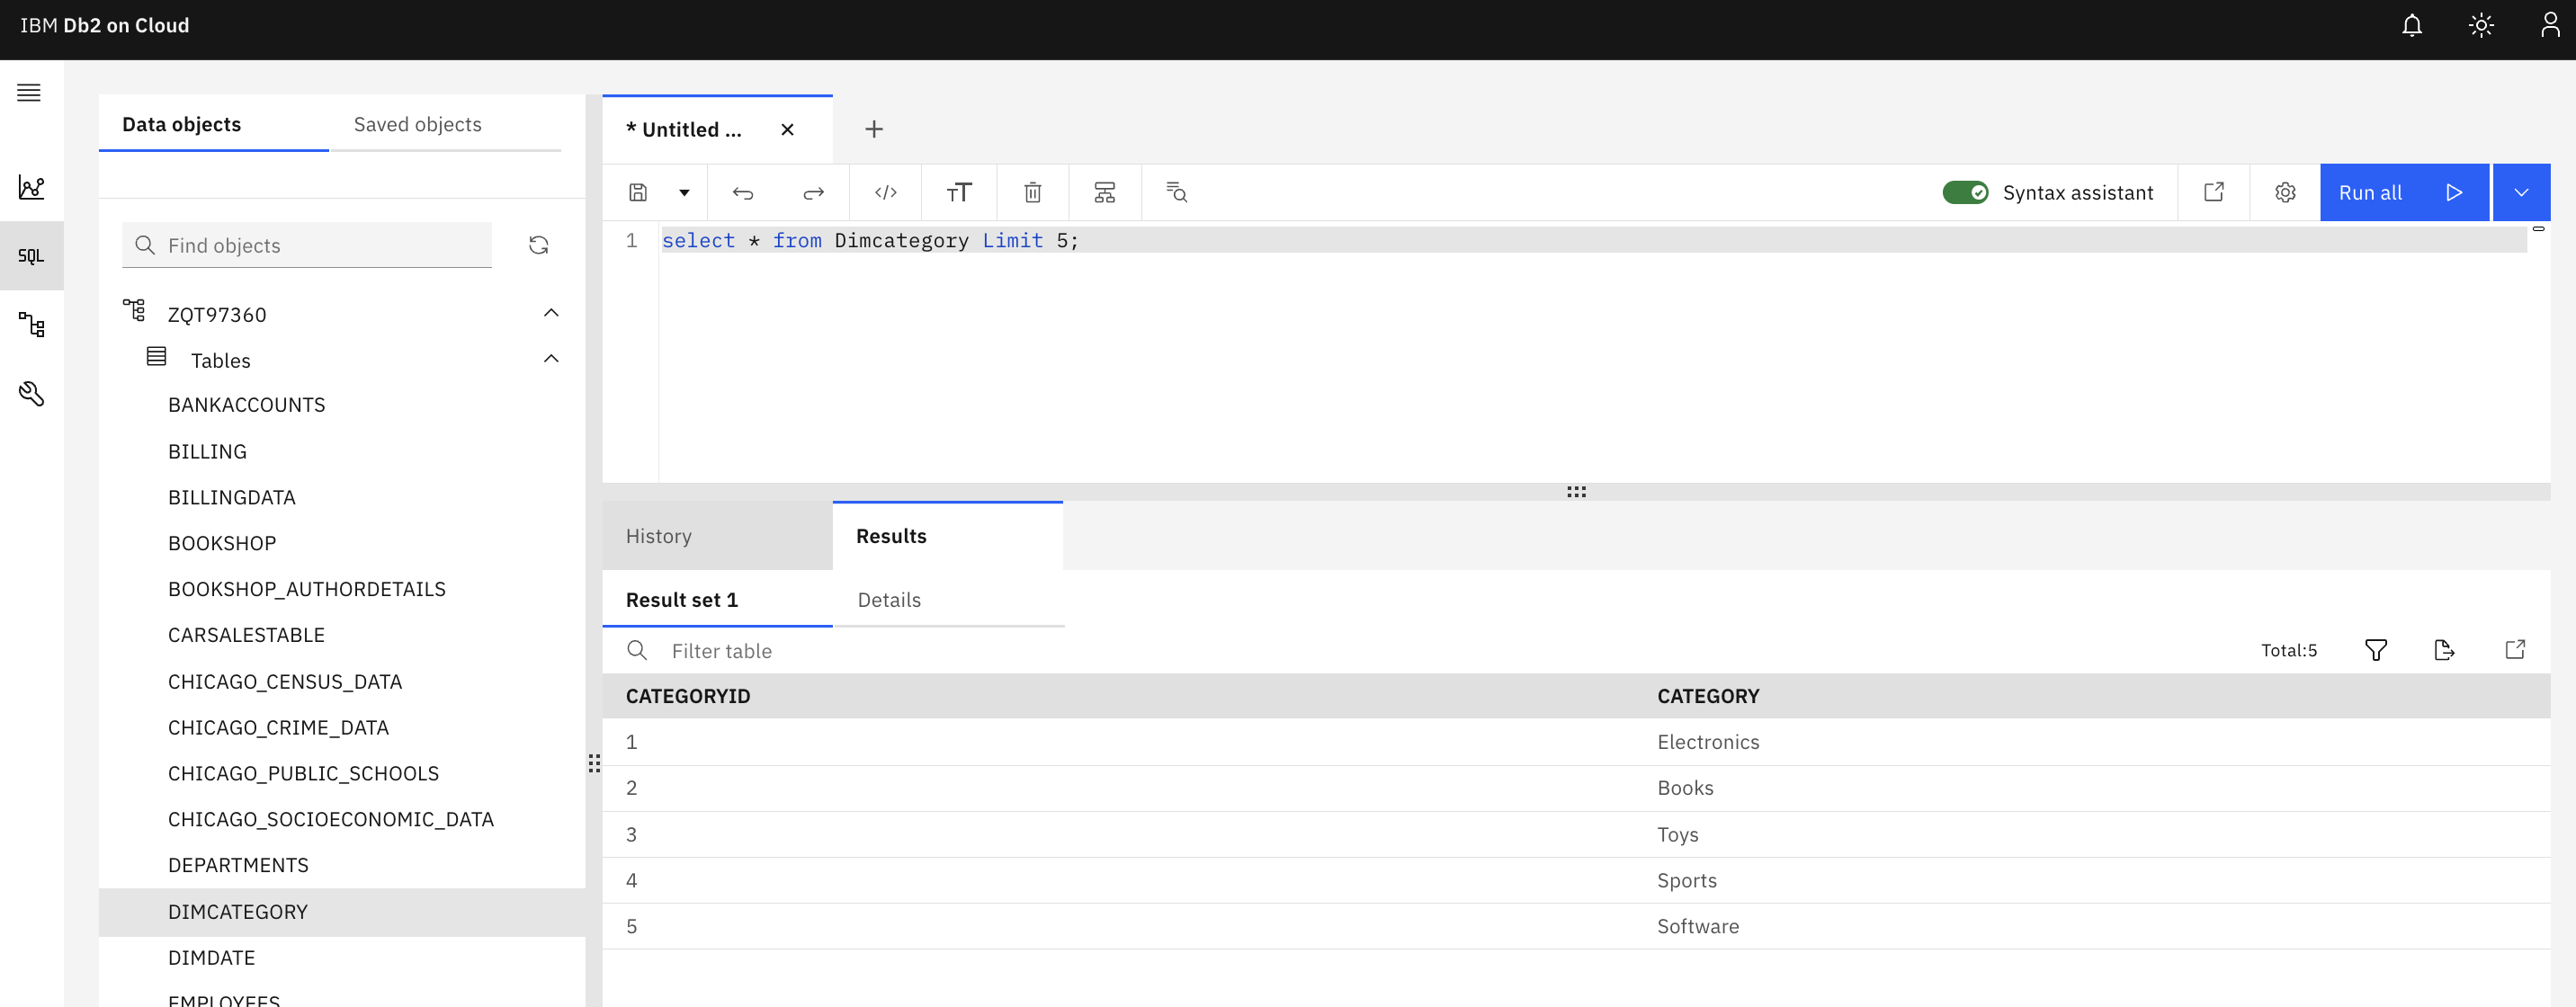 IBM Db2 on Cloud
Data objects
Saved objects
Find objects
SQL
ZQT97360
Tables
BANKACCOUNTS
BILLING
BILLINGDATA
BOOKSHOP
BOOKSHOP_AUTHORDETAILS
CARSALESTABLE
CHICAGO_CENSUS_DATA
CHICAGO_CRIME_DATA
CHICAGO_PUBLIC_SCHOOLS
CHICAGO_SOCIOECONOMIC_DATA
DEPARTMENTS
DIMCATEGORY
DIMDATE
EMPLOYEES
* Untitled ...
Syntax assistant
Run all
1 select * from Dimcategory Limit 5;
History
Results
Result set 1
Details
Filter table
Total:5
CATEGORYID CATEGORY
1 Electronics
2 Books
3 Toys
4 Sports
5 Software